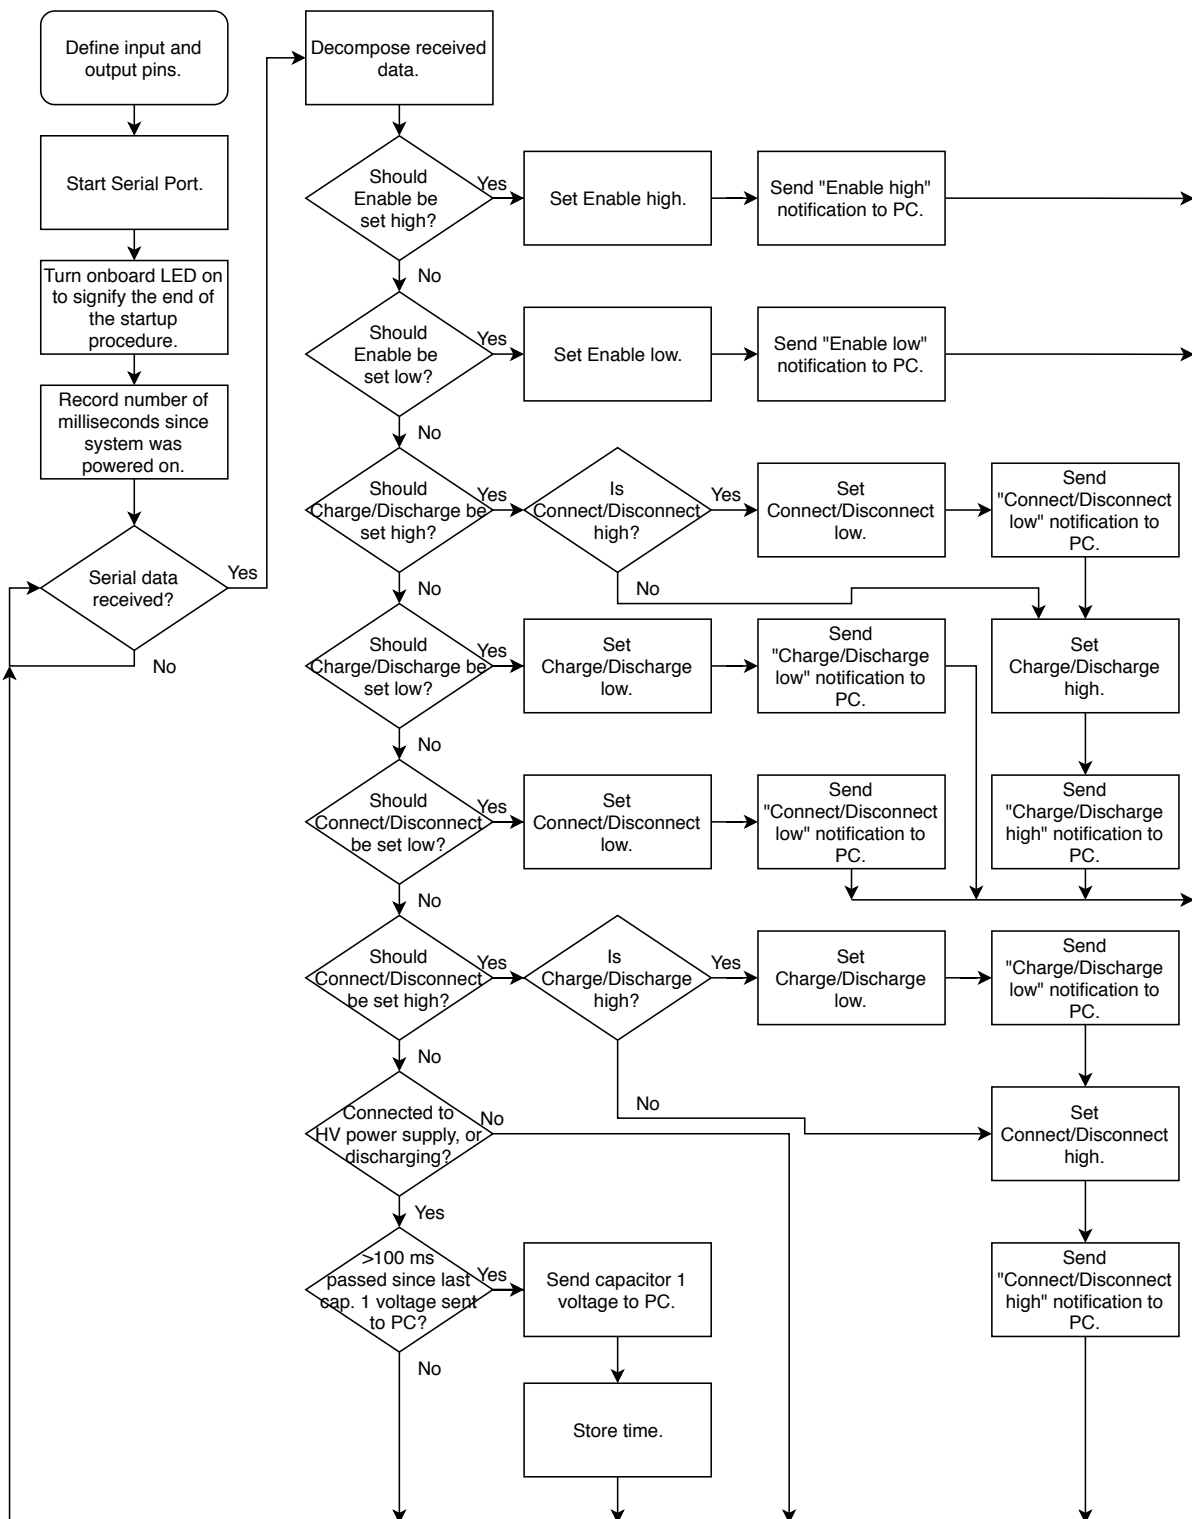 Define input and
output pins.
Start Serial Port.
Turn onboard LED on
to signify the end of
the startup
procedure.
Record number of
milliseconds since
system was
powered on.
Serial data
received?
Yes
No
Decompose received
data.
Should
Enable be
set high?
Yes
Set Enable high.
Send "Enable high"
notification to PC.
No
Should
Enable be
set low?
Yes
Set Enable low.
Send "Enable low"
notification to PC.
No
Should
Charge/Discharge be
set high?
Yes
Is
Connect/Disconnect
high?
Yes
Set
Connect/Disconnect
low.
Send
"Connect/Disconnect
low" notification to
PC.
No
No
Should
Charge/Discharge be
set low?
Yes
Set
Charge/Discharge
low.
Send
"Charge/Discharge
low" notification to
PC.
Set
Charge/Discharge
high.
No
Should
Connect/Disconnect
be set low?
Yes
Set
Connect/Disconnect
low.
Send
"Connect/Disconnect
low" notification to
PC.
Send
"Charge/Discharge
high" notification to
PC.
No
Should
Connect/Disconnect
be set high?
Yes
Is
Charge/Discharge
high?
Yes
Set
Charge/Discharge
low.
Send
"Charge/Discharge
low" notification to
PC.
No
No
Connected to
HV power supply, or
discharging?
No
Set
Connect/Disconnect
high.
Yes
>100 ms
passed since last
cap. 1 voltage sent
to PC?
Yes
Send capacitor 1
voltage to PC.
Send
"Connect/Disconnect
high" notification to
PC.
No
Store time.